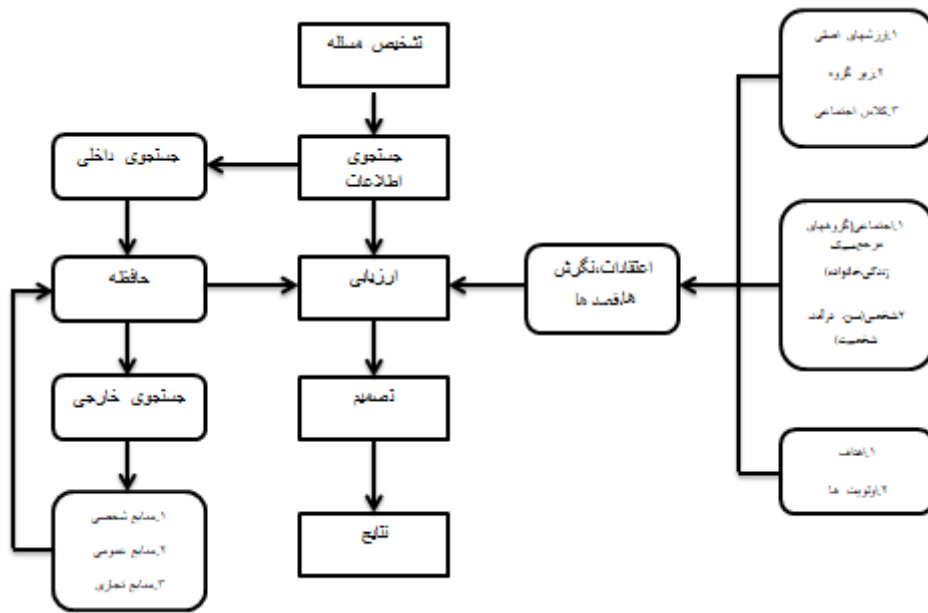 تشخیص مسئله
جستجوی
اطلاعات
ارزیابی
تصمیم
نتایج
جستجوی داخلی
حافظه
جستجوی خارجی
۱.منابع شخصی
۲.منابع عمومی
۳.منابع تجاری
اعتقادات،نگرش
ها،قصد ها
۱.ارزشهای اصلی
۲.زیر گروه
۳.کلاس اجتماعی
۱.اجتماعی(گروههای
مرجع،سبک
زندگی،خانواده)
۲.شخصی(سن، درآمد،
شخصیت)
۱.اهداف
۲.اولویت ها